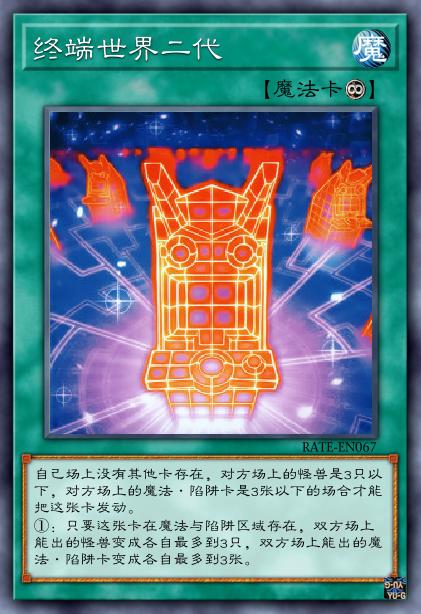 终端世界二代
魔
【魔法卡♾】
RATE-EN067
自己场上没有其他卡存在，对方场上的怪兽是3只以
下，对方场上的魔法·陷阱卡是3张以下的场合才能
把这张卡发动。
①：只要这张卡在魔法与陷阱区域存在，双方场上
能出的怪兽变成各自最多到3只，双方场上能出的魔
法·陷阱卡变成各自最多到3张。